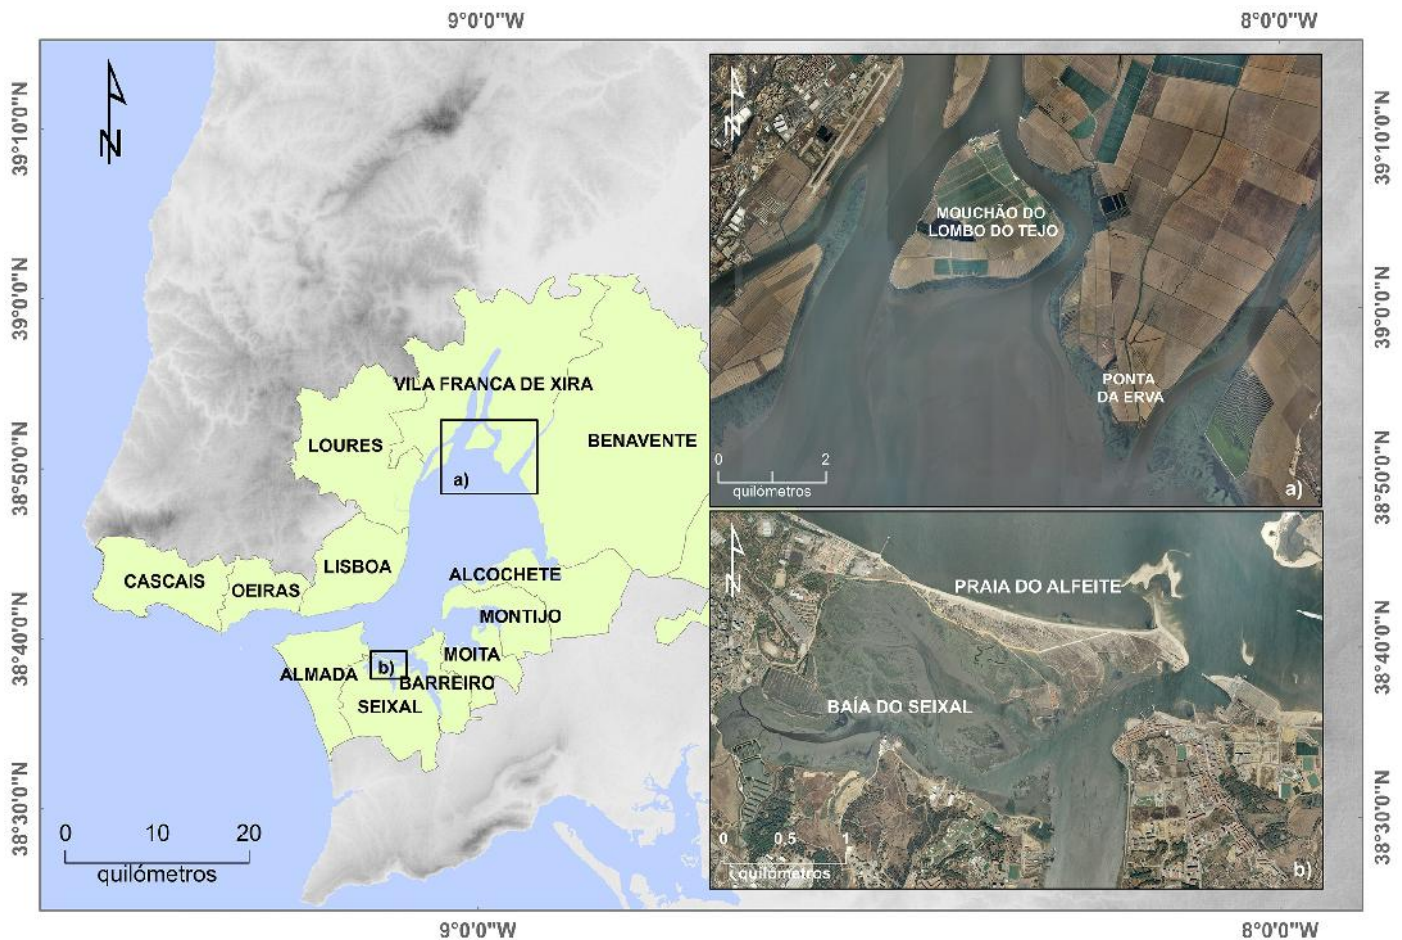 9°0'0"W
8°0'0"W
39°10'0"N
39°0'0"N
38°50'0"N
38°40'0"N
38°30'0"N
N
VILA FRANCA DE XIRA
LOURES
BENAVENTE
a)
LISBOA
CASCAIS
OEIRAS
ALCOCHETE
MONTIJO
MOITA
b)
ALMADA
BARREIRO
SEIXAL
0 10 20
quilómetros
N
MOUCHÃO DO
LOMBO DO TEJO
PONTA
DA ERVA
0 2
quilómetros
a)
N
PRAIA DO ALFEITE
BAÍA DO SEIXAL
0 0,5 1
quilómetros
b)
39°10'0"N
39°0'0"N
38°50'0"N
38°40'0"N
38°30'0"N
9°0'0"W
8°0'0"W